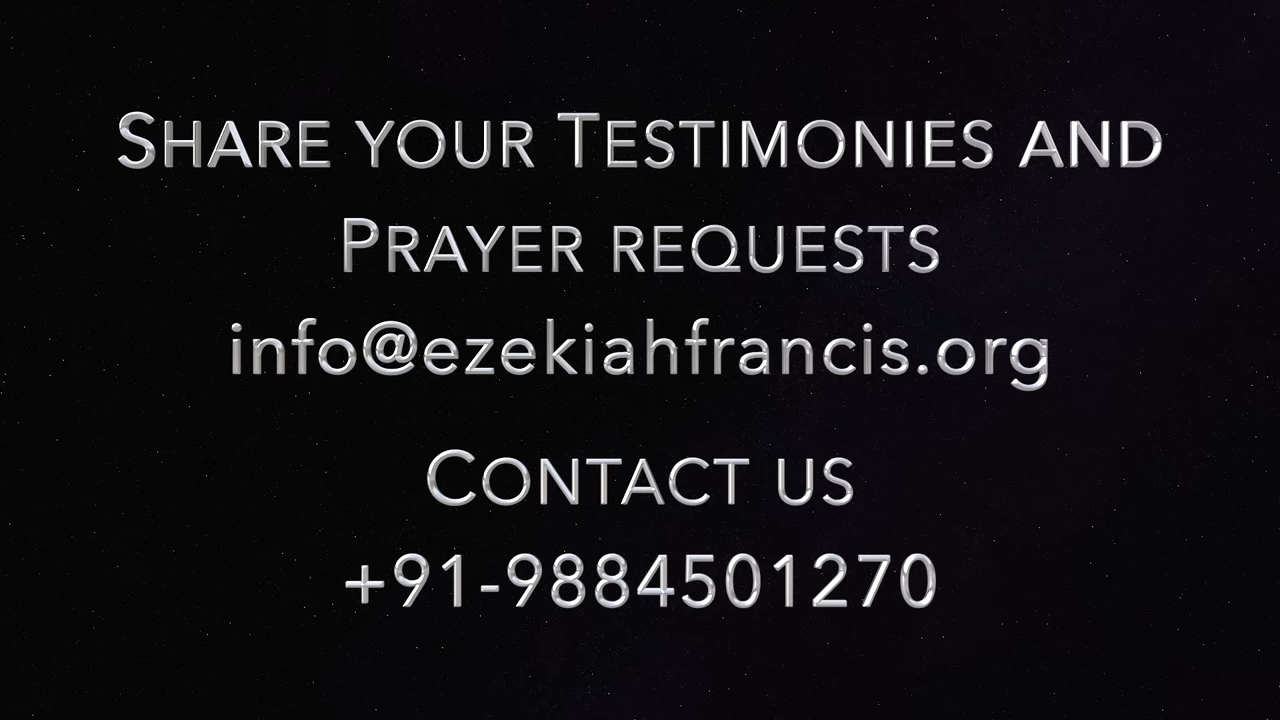 Share your Testimonies and
Prayer requests
info@ezekiahfrancis.org
Contact us
+91-9884501270